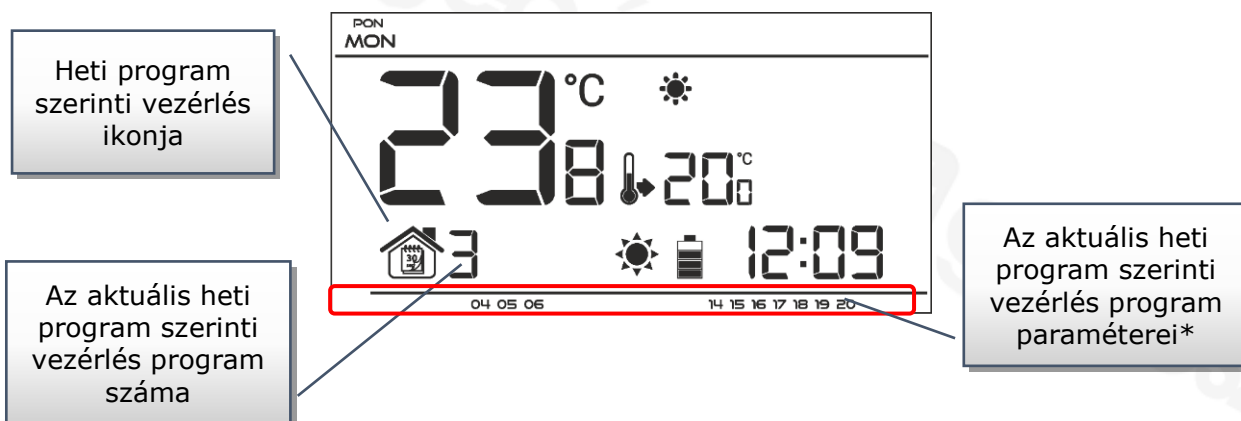 Heti program
szerinti vezérlés
ikonja
Az aktuális heti
program szerinti
vezérlés program
száma
PON
MON
23 8 °C
20 0 °C
30
3
12:09
04 05 06 14 15 16 17 18 19 20
Az aktuális heti
program szerinti
vezérlés program
paraméterei*